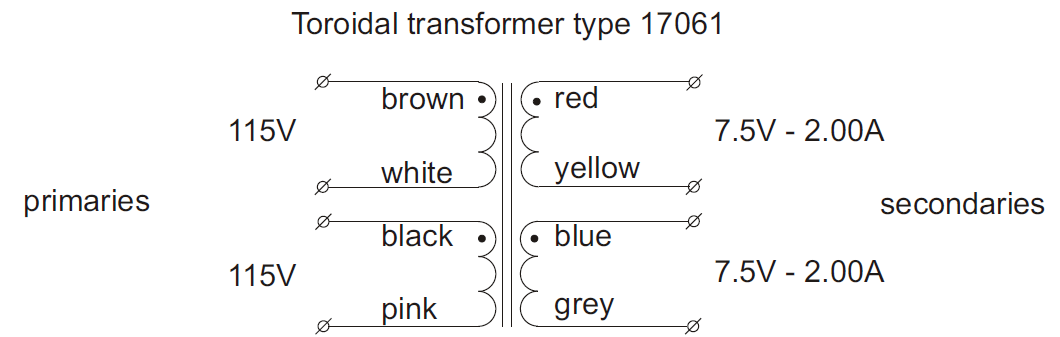 Toroidal transformer type 17061
brown
red
115V
7.5V - 2.00A
white
yellow
primaries
secondaries
black
blue
115V
7.5V - 2.00A
pink
grey